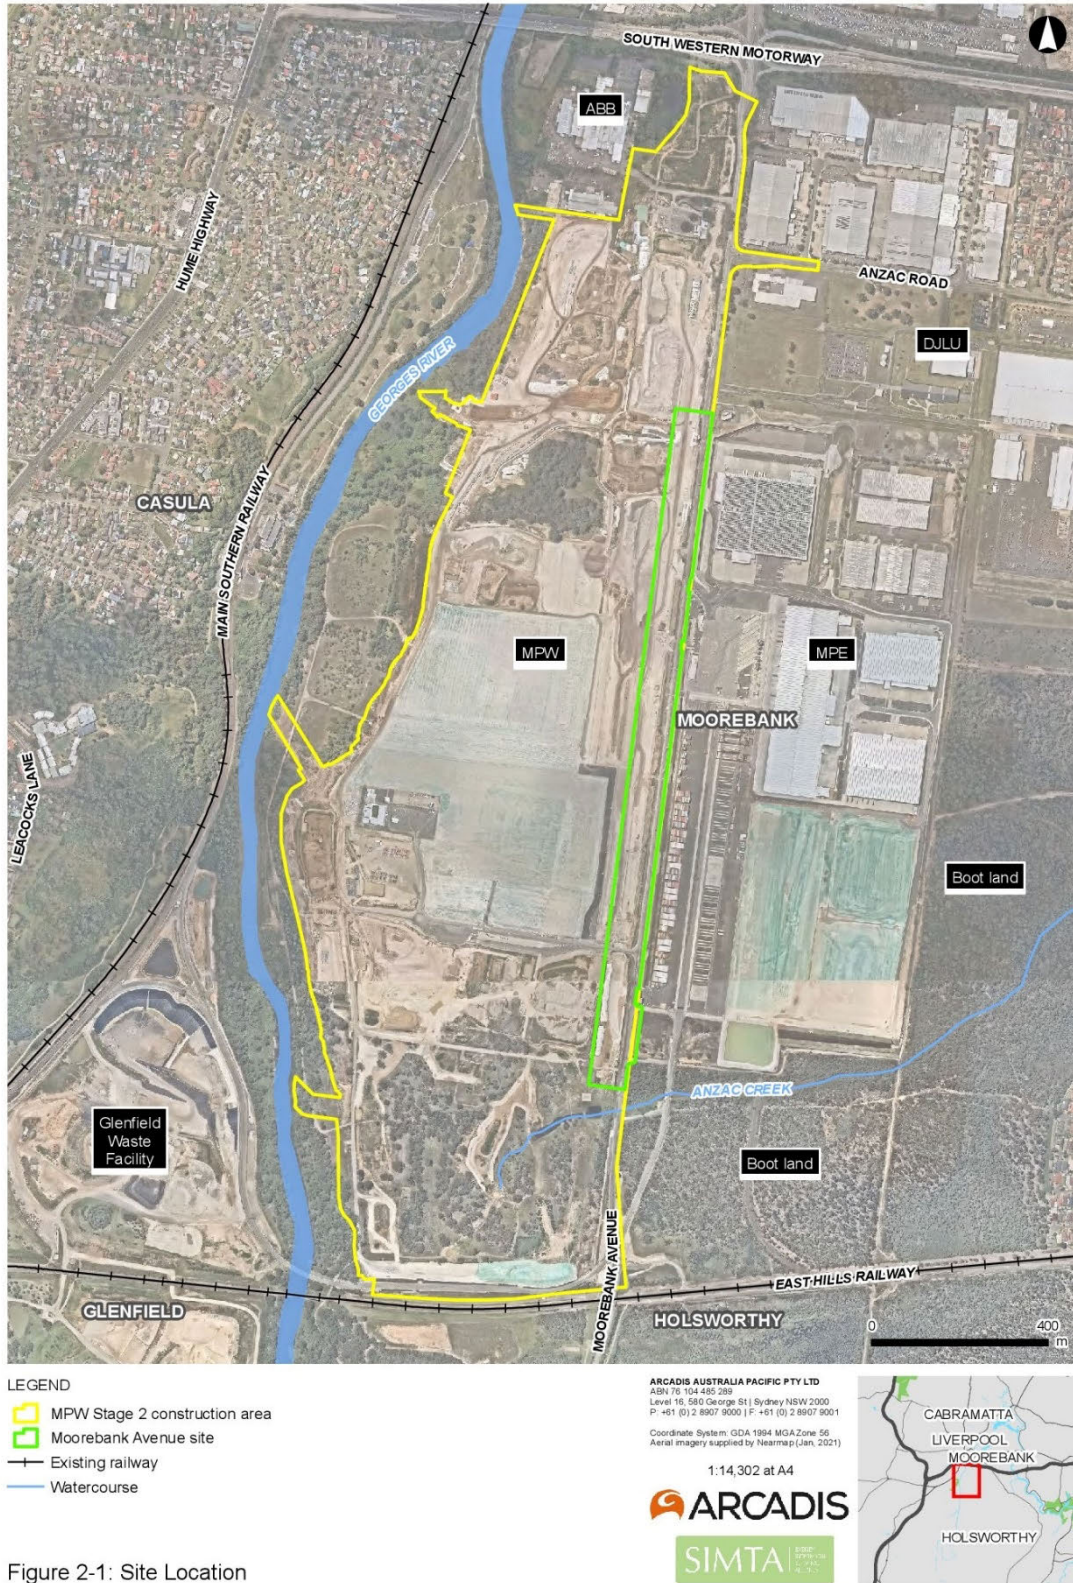 SOUTH WESTERN MOTORWAY
ABB
HUME HIGHWAY
ANZAC ROAD
DJLU
GEORGES RIVER
CASULA
MAIN SOUTHERN RAILWAY
MPW
MPE
MOOREBANK
LEACOCKS LANE
Boot land
ANZAC CREEK
Glenfield
Waste
Facility
Boot land
MOOREBANK AVENUE
EAST HILLS RAILWAY
GLENFIELD
HOLSWORTHY
0 400
m
LEGEND
MPW Stage 2 construction area
Moorebank Avenue site
Existing railway
Watercourse
ARCADIS AUSTRALIA PACIFIC PTY LTD
ABN 76 104 485 289
Level 16, 580 George St | Sydney NSW 2000
P: +61 (0) 2 8907 9000 | F: +61 (0) 2 8907 9001
Coordinate System: GDA 1994 MGA Zone 56
Aerial imagery supplied by Nearmap (Jan, 2021)
1:14,302 at A4
ARCADIS
SIMTA
CABRAMATTA
LIVERPOOL
MOOREBANK
HOLSWORTHY
Figure 2-1: Site Location